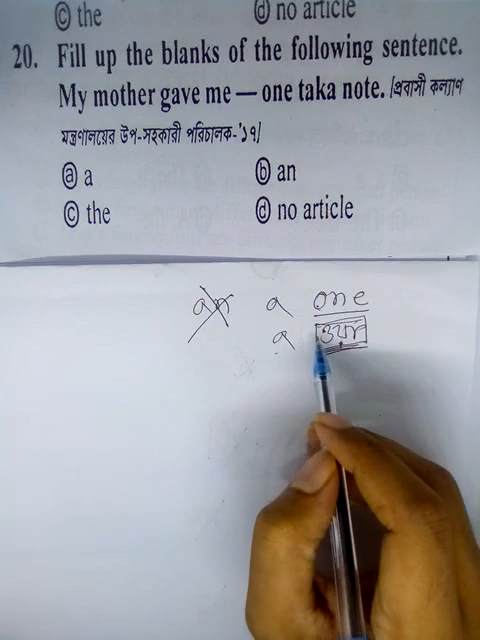 ⓒ the ⓓ no article
20. Fill up the blanks of the following sentence.
My mother gave me — one taka note. [প্রবাসী কল্যাণ
মন্ত্রণালয়ের উপ-সহকারী পরিচালক-'১৭]
ⓐ a ⓑ an
ⓒ the ⓓ no article
an a one
a ওয়া